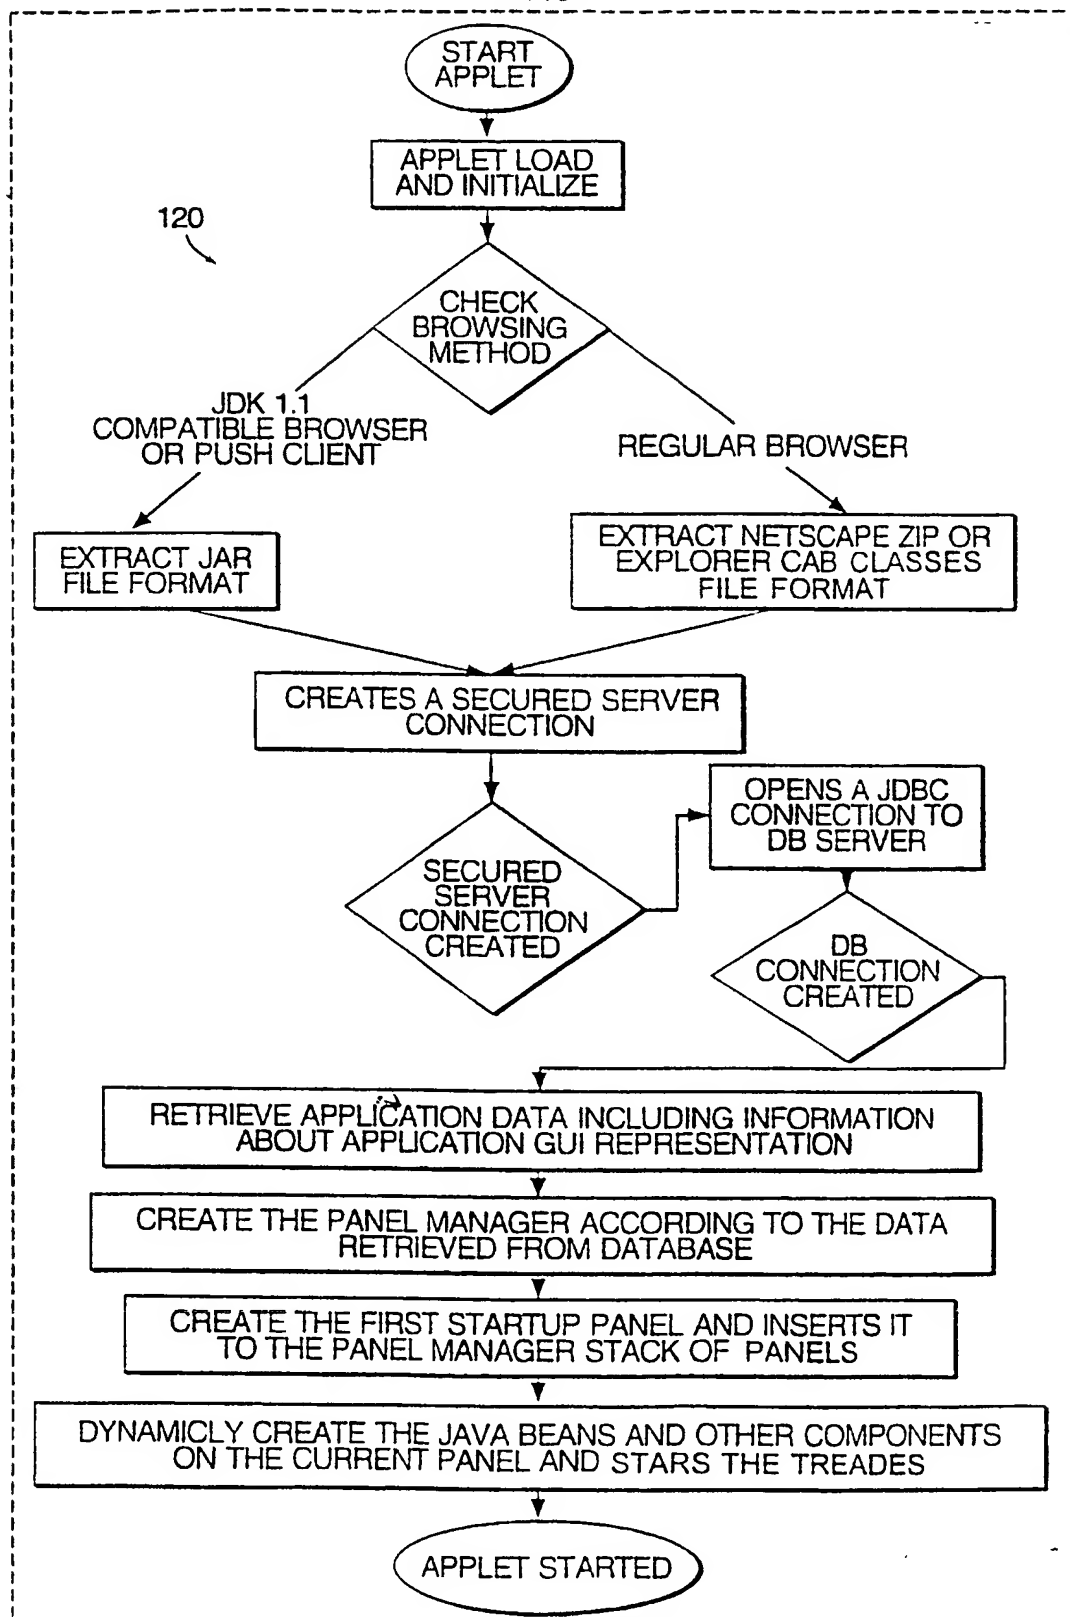 START
APPLET
APPLET LOAD
AND INITIALIZE
120
CHECK
BROWSING
METHOD
JDK 1.1
COMPATIBLE BROWSER
OR PUSH CLIENT
REGULAR BROWSER
EXTRACT JAR
FILE FORMAT
EXTRACT NETSCAPE ZIP OR
EXPLORER CAB CLASSES
FILE FORMAT
CREATES A SECURED SERVER
CONNECTION
OPENS A JDBC
CONNECTION TO
DB SERVER
SECURED
SERVER
CONNECTION
CREATED
DB
CONNECTION
CREATED
RETRIEVE APPLICATION DATA INCLUDING INFORMATION
ABOUT APPLICATION GUI REPRESENTATION
CREATE THE PANEL MANAGER ACCORDING TO THE DATA
RETRIEVED FROM DATABASE
CREATE THE FIRST STARTUP PANEL AND INSERTS IT
TO THE PANEL MANAGER STACK OF PANELS
DYNAMICLY CREATE THE JAVA BEANS AND OTHER COMPONENTS
ON THE CURRENT PANEL AND STARS THE TREADES
APPLET STARTED